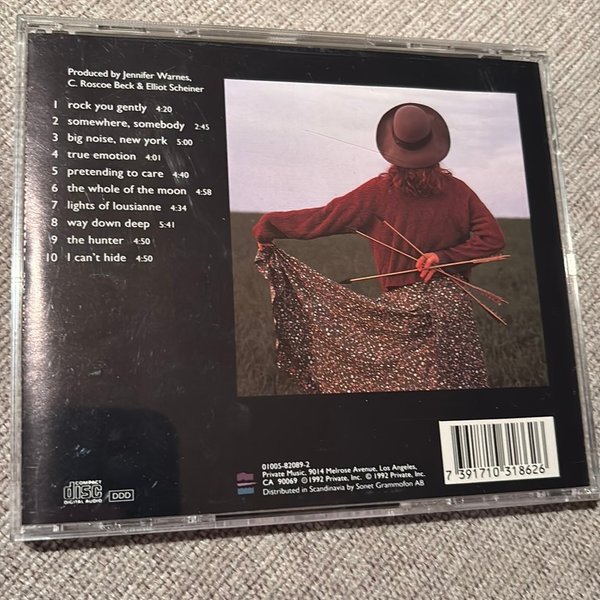 Produced by Jennifer Warnes,
C. Roscoe Beck & Elliot Scheiner
1 rock you gently 4:20
2 somewhere, somebody 2:45
3 big noise, new york 5:00
4 true emotion 4:01
5 pretending to care 4:40
6 the whole of the moon 4:58
7 lights of lousianne 4:34
8 way down deep 5:41
9 the hunter 4:50
10 I can't hide 4:50
01005-82089-2
Private Music, 9014 Melrose Avenue, Los Angeles,
CA 90069 ℗1992 Private, Inc. ©1992 Private, Inc.
Distributed in Scandinavia by Sonet Grammofon AB
COMPACT
disc
DIGITAL AUDIO
DDD
7 391710 318626